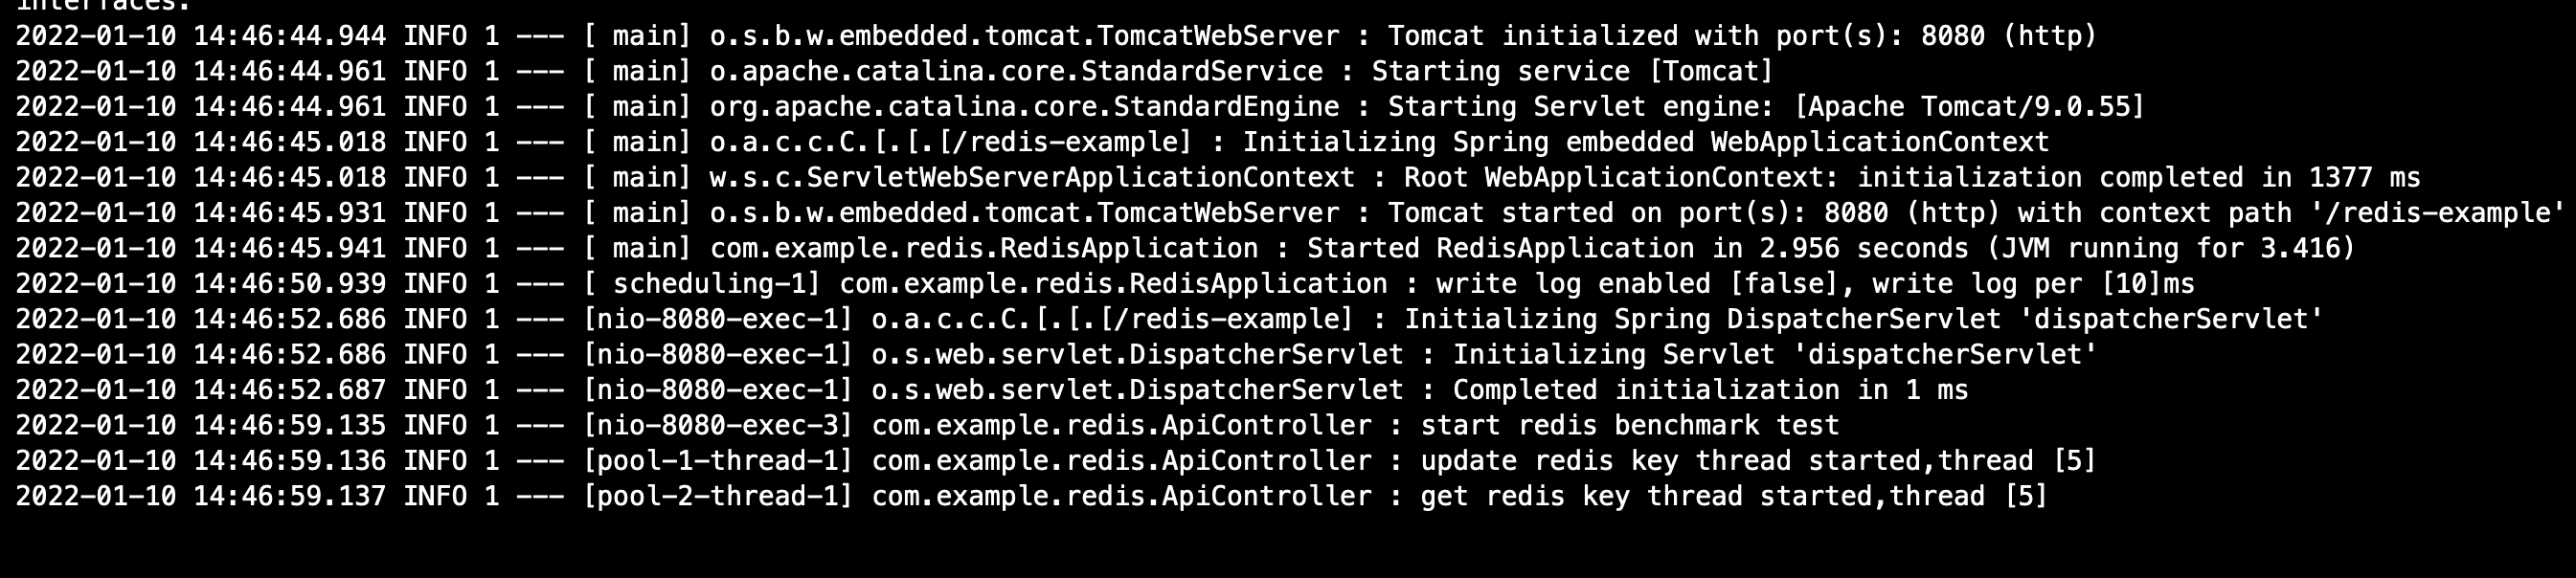 interfaces.
2022-01-10 14:46:44.944 INFO 1 --- [ main] o.s.b.w.embedded.tomcat.TomcatWebServer : Tomcat initialized with port(s): 8080 (http)
2022-01-10 14:46:44.961 INFO 1 --- [ main] o.apache.catalina.core.StandardService : Starting service [Tomcat]
2022-01-10 14:46:44.961 INFO 1 --- [ main] org.apache.catalina.core.StandardEngine : Starting Servlet engine: [Apache Tomcat/9.0.55]
2022-01-10 14:46:45.018 INFO 1 --- [ main] o.a.c.c.C.[.[.[/redis-example] : Initializing Spring embedded WebApplicationContext
2022-01-10 14:46:45.018 INFO 1 --- [ main] w.s.c.ServletWebServerApplicationContext : Root WebApplicationContext: initialization completed in 1377 ms
2022-01-10 14:46:45.931 INFO 1 --- [ main] o.s.b.w.embedded.tomcat.TomcatWebServer : Tomcat started on port(s): 8080 (http) with context path '/redis-example'
2022-01-10 14:46:45.941 INFO 1 --- [ main] com.example.redis.RedisApplication : Started RedisApplication in 2.956 seconds (JVM running for 3.416)
2022-01-10 14:46:50.939 INFO 1 --- [ scheduling-1] com.example.redis.RedisApplication : write log enabled [false], write log per [10]ms
2022-01-10 14:46:52.686 INFO 1 --- [nio-8080-exec-1] o.a.c.c.C.[.[.[/redis-example] : Initializing Spring DispatcherServlet 'dispatcherServlet'
2022-01-10 14:46:52.686 INFO 1 --- [nio-8080-exec-1] o.s.web.servlet.DispatcherServlet : Initializing Servlet 'dispatcherServlet'
2022-01-10 14:46:52.687 INFO 1 --- [nio-8080-exec-1] o.s.web.servlet.DispatcherServlet : Completed initialization in 1 ms
2022-01-10 14:46:59.135 INFO 1 --- [nio-8080-exec-3] com.example.redis.ApiController : start redis benchmark test
2022-01-10 14:46:59.136 INFO 1 --- [pool-1-thread-1] com.example.redis.ApiController : update redis key thread started,thread [5]
2022-01-10 14:46:59.137 INFO 1 --- [pool-2-thread-1] com.example.redis.ApiController : get redis key thread started,thread [5]